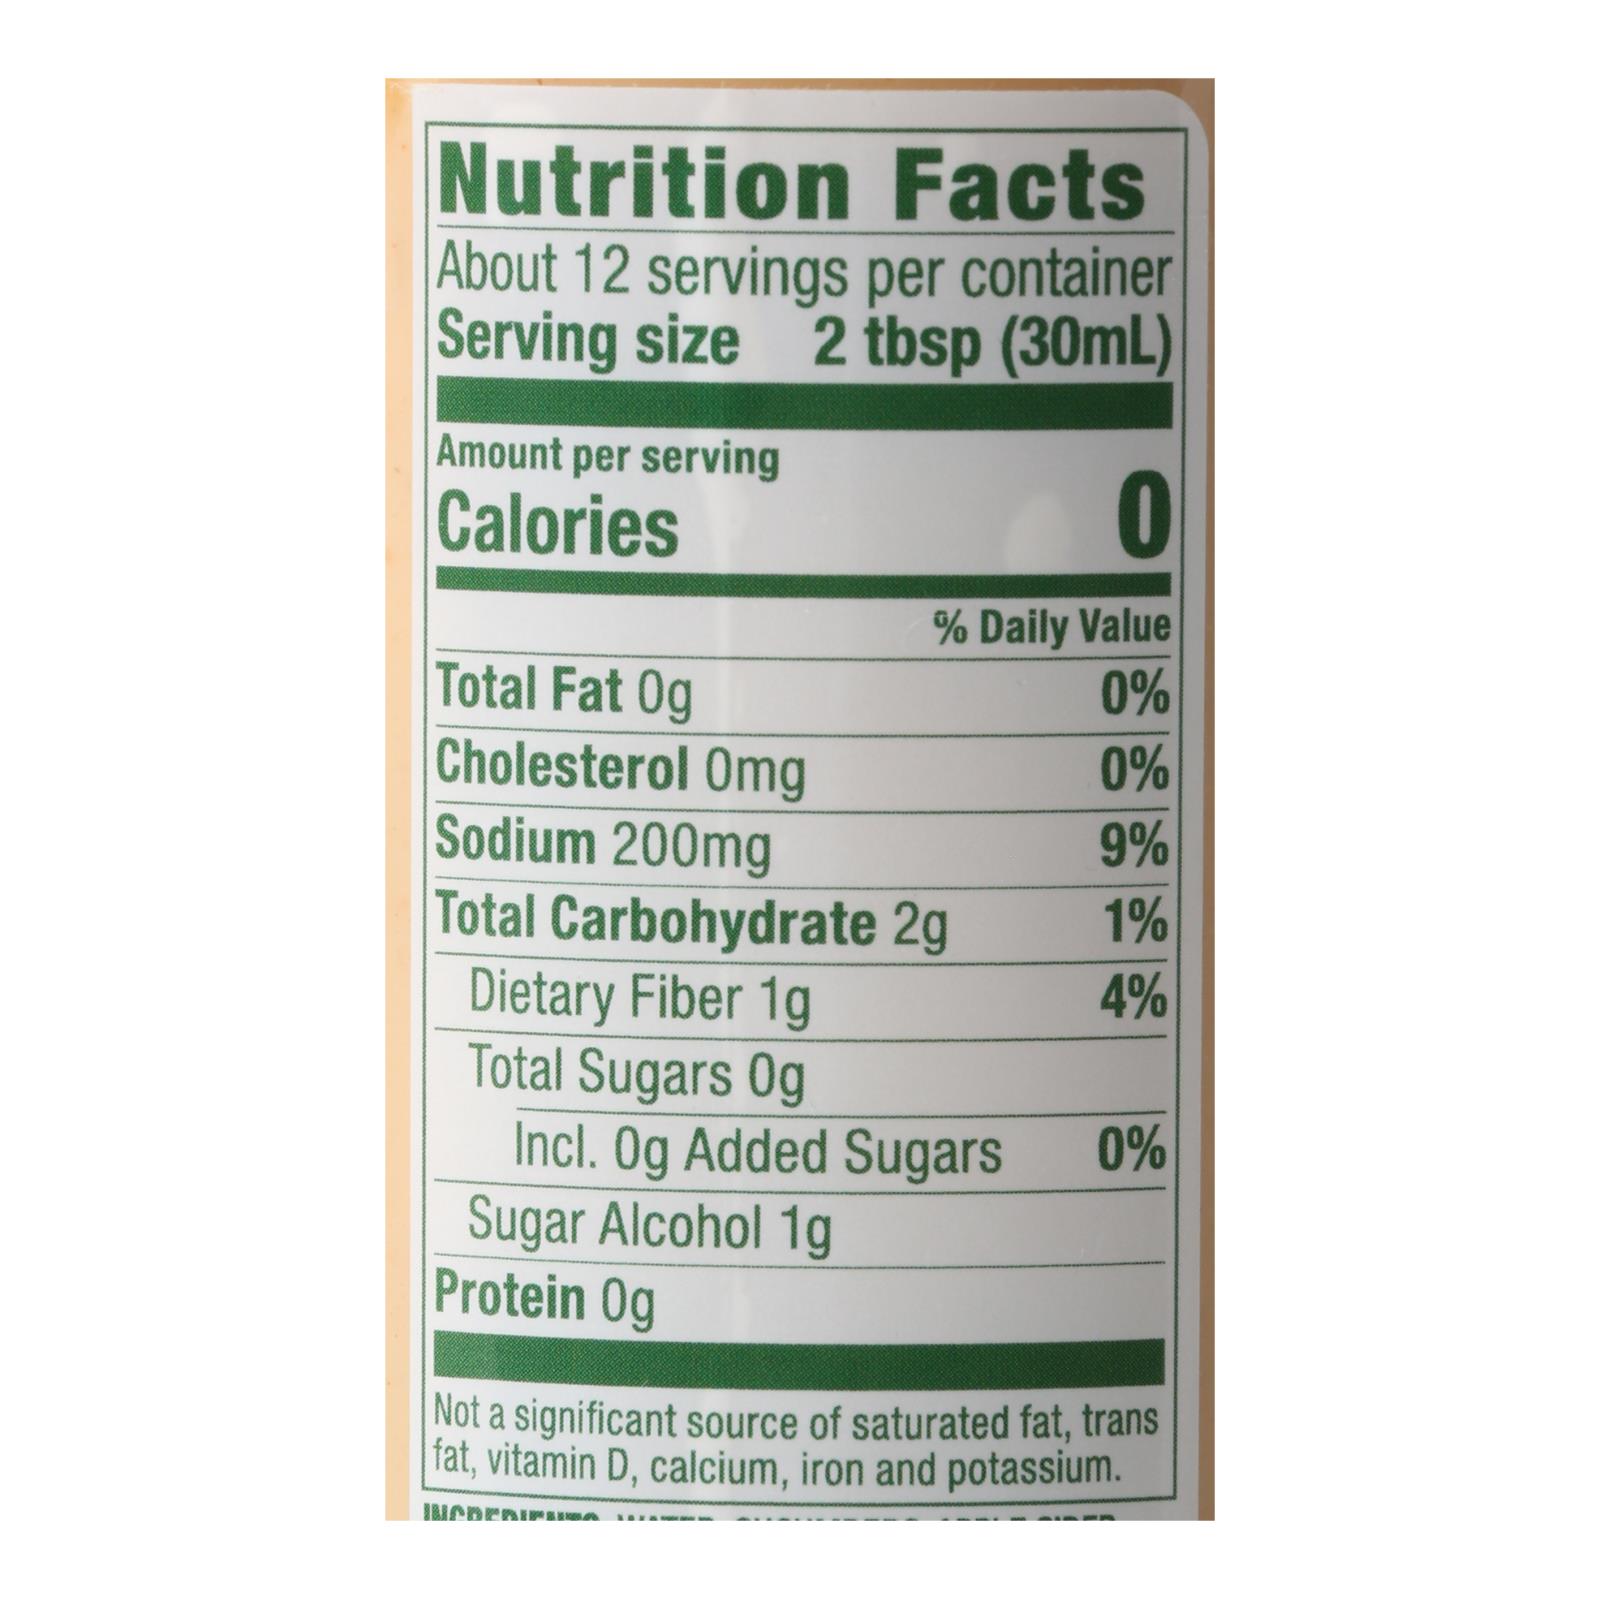 Nutrition Facts
About 12 servings per container
Serving size 2 tbsp (30mL)
Amount per serving
Calories 0
% Daily Value
Total Fat 0g 0%
Cholesterol 0mg 0%
Sodium 200mg 9%
Total Carbohydrate 2g 1%
Dietary Fiber 1g 4%
Total Sugars 0g
Incl. 0g Added Sugars 0%
Sugar Alcohol 1g
Protein 0g
Not a significant source of saturated fat, trans
fat, vitamin D, calcium, iron and potassium.
INGREDIENTS: WATER,